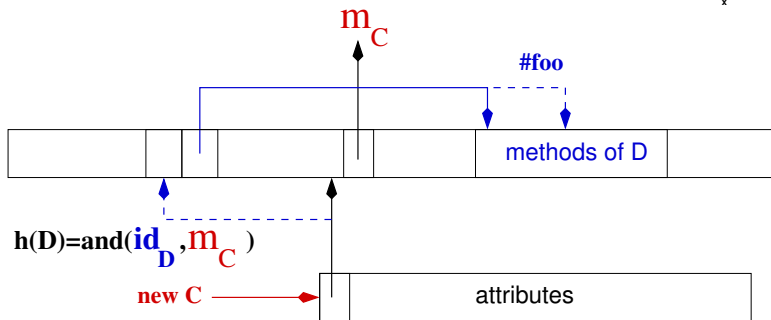 x
m_C
#foo
methods of D
h(D)=and(id_D,m_C )
new C
attributes